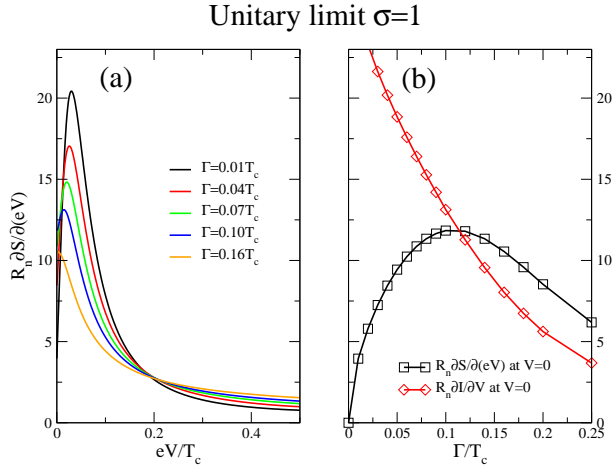 Unitary limit σ=1
(a)
(b)
R_n∂S/∂(eV)
20
15
10
5
0
0
0.2
0.4
eV/T_c
Γ=0.01T_c
Γ=0.04T_c
Γ=0.07T_c
Γ=0.10T_c
Γ=0.16T_c
R_n∂S/∂(eV) at V=0
R_n∂I/∂V at V=0
0
0.05
0.10
0.15
0.20
0.25
Γ/T_c
20
15
10
5
0